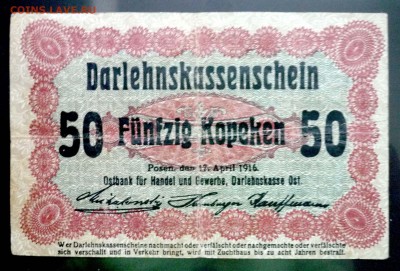 COINS.LAVE.RU
Darlehnskassenschein
50 Fünfzig Kopeken 50
Posen, den 17. April 1916.
Ostbank für Handel und Gewerbe, Darlehnskasse Ost.
Wer Darlehnskassenscheine nachmacht oder verfälscht oder nachgemachte oder verfälschte
sich verschafft und in Verkehr bringt, wird mit Zuchthaus bis zu acht Jahren bestraft.